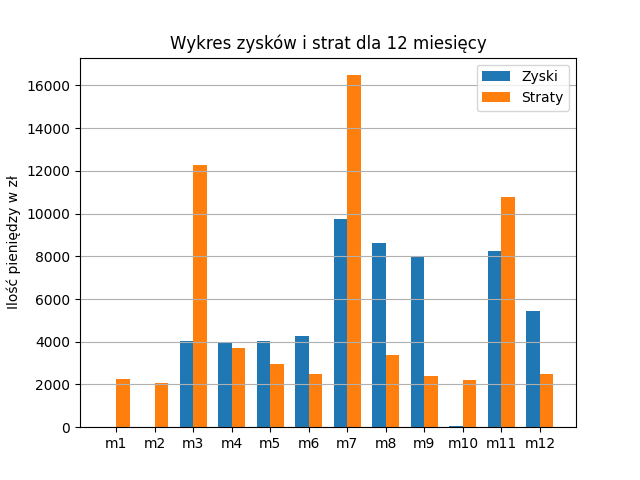 Wykres zysków i strat dla 12 miesięcy
Zyski
Straty
Ilość pieniędzy w zł
16000
14000
12000
10000
8000
6000
4000
2000
0
m1 m2 m3 m4 m5 m6 m7 m8 m9 m10 m11 m12